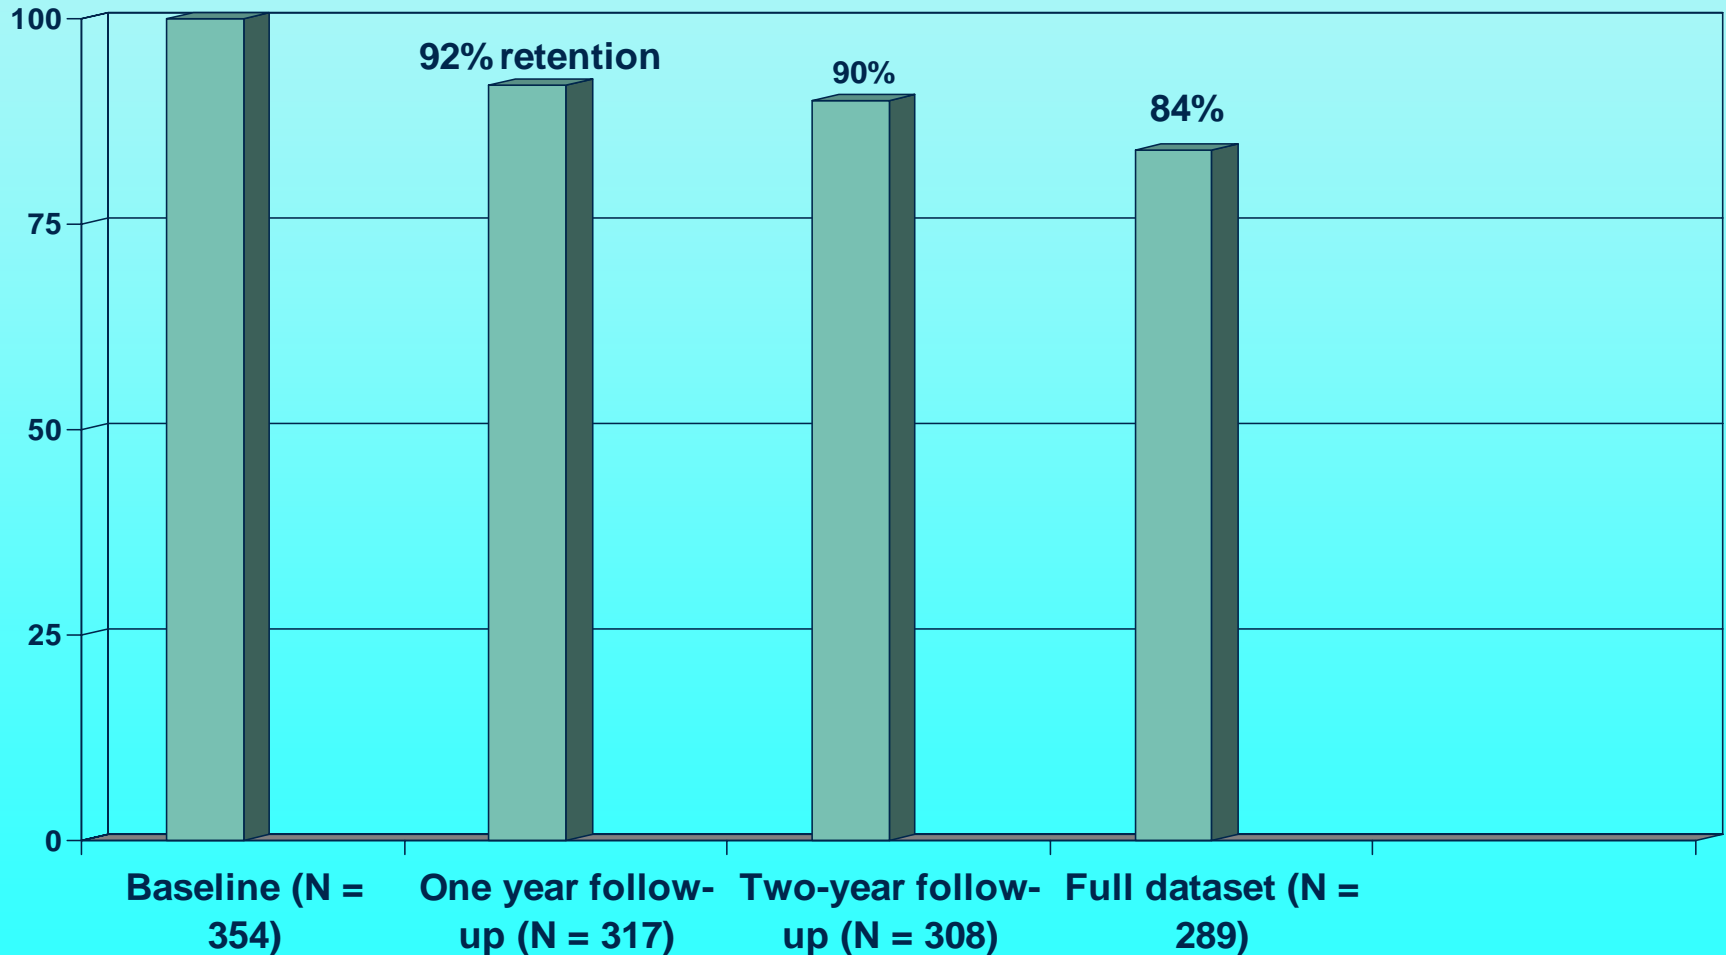 100
92% retention
90%
84%
75
50
25
0
Baseline (N =
354)
One year follow-
up (N = 317)
Two-year follow-
up (N = 308)
Full dataset (N =
289)